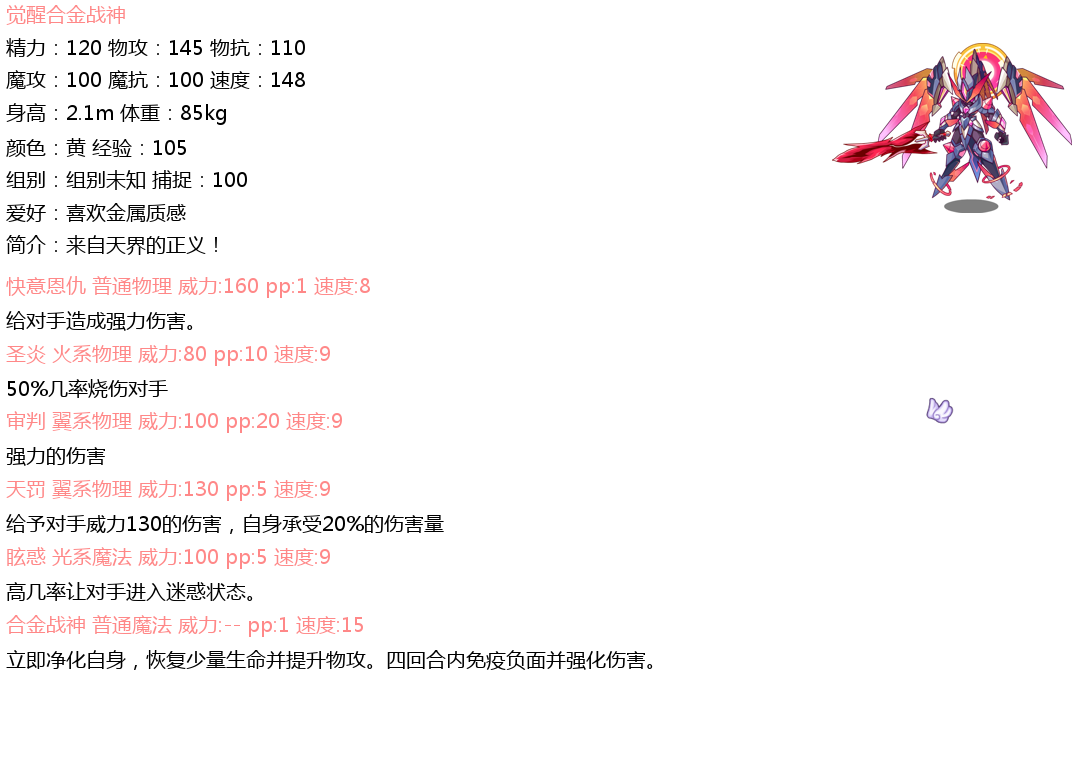 觉醒合金战神
精力：120 物攻：145 物抗：110
魔攻：100 魔抗：100 速度：148
身高：2.1m 体重：85kg
颜色：黄 经验：105
组别：组别未知 捕捉：100
爱好：喜欢金属质感
简介：来自天界的正义！
快意恩仇 普通物理 威力:160 pp:1 速度:8
给对手造成强力伤害。
圣炎 火系物理 威力:80 pp:10 速度:9
50%几率烧伤对手
审判 翼系物理 威力:100 pp:20 速度:9
强力的伤害
天罚 翼系物理 威力:130 pp:5 速度:9
给予对手威力130的伤害，自身承受20%的伤害量
眩惑 光系魔法 威力:100 pp:5 速度:9
高几率让对手进入迷惑状态。
合金战神 普通魔法 威力:-- pp:1 速度:15
立即净化自身，恢复少量生命并提升物攻。四回合内免疫负面并强化伤害。